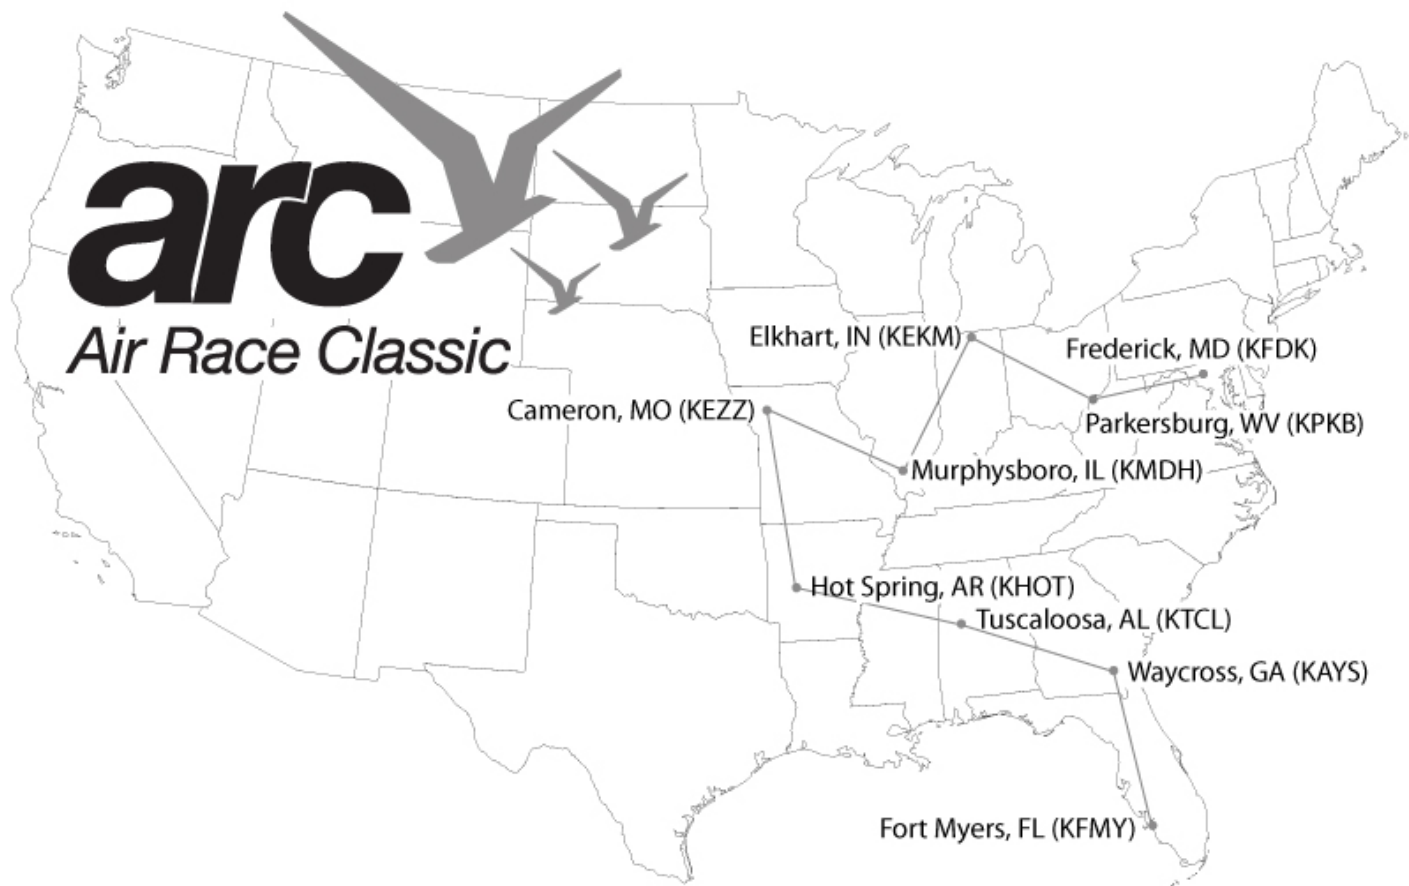 arc
Air Race Classic
Elkhart, IN (KEKM)
Frederick, MD (KFDK)
Cameron, MO (KEZZ)
Parkersburg, WV (KPKB)
Murphysboro, IL (KMDH)
Hot Spring, AR (KHOT)
Tuscaloosa, AL (KTCL)
Waycross, GA (KAYS)
Fort Myers, FL (KFMY)